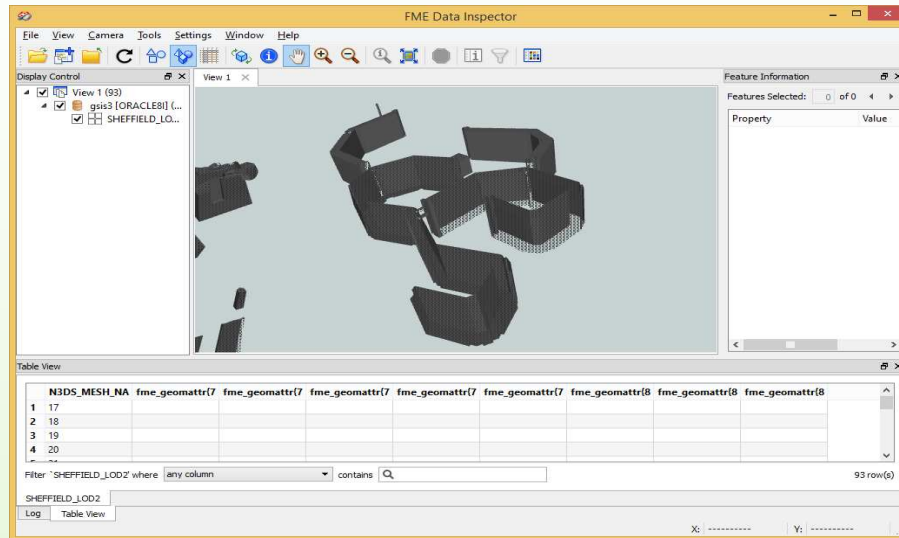 FME Data Inspector
File View Camera Tools Settings Window Help
Display Control
View 1
Feature Information
View 1 (93)
gsis3 [ORACLE8I] (...
SHEFFIELD_LO...
Features Selected: 0 of 0
Property Value
Table View
N3DS_MESH_NA fme_geomattr{7 fme_geomattr{7 fme_geomattr{7 fme_geomattr{7 fme_geomattr{7 fme_geomattr{8 fme_geomattr{8 fme_geomattr{8
1 17
2 18
3 19
4 20
Filter `SHEFFIELD_LOD2' where any column contains 93 row(s)
SHEFFIELD_LOD2
Log Table View
X: ---------- Y: ----------